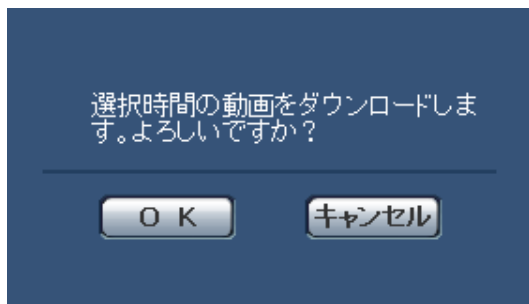 選択時間の動画をダウンロードしま
す。よろしいですか？
ＯＫ
キャンセル